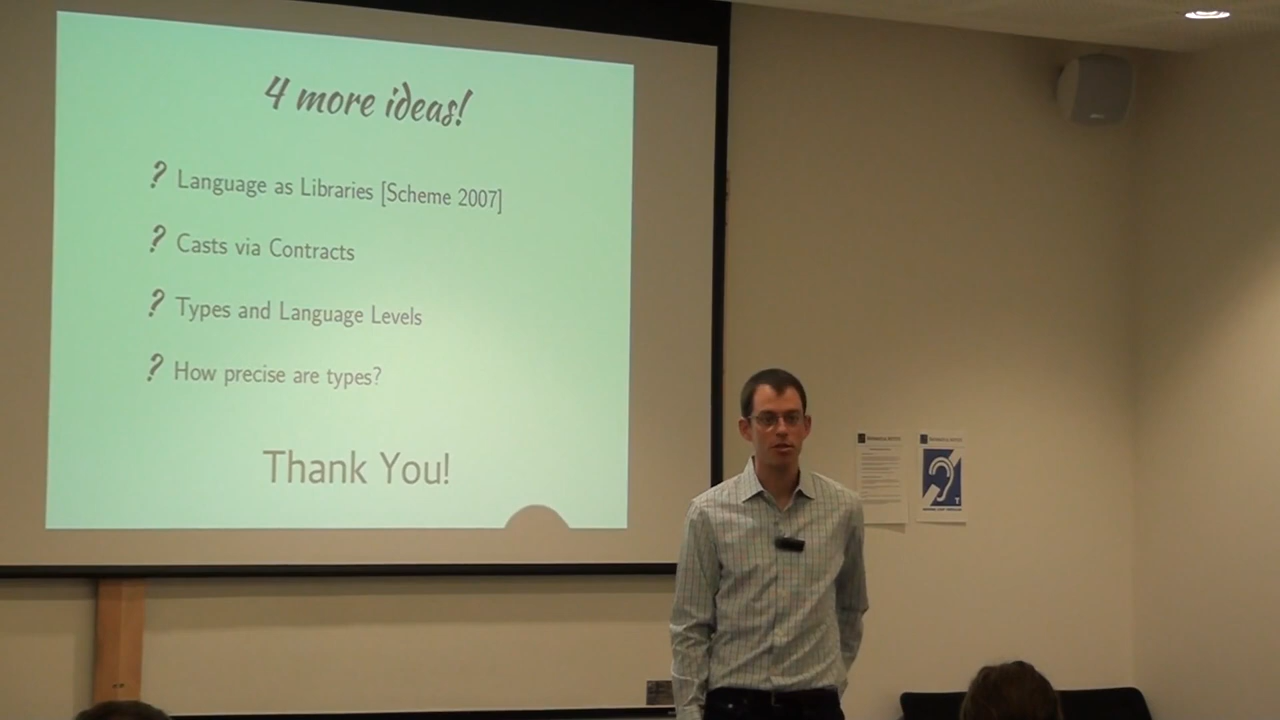 4 more ideas!
? Language as Libraries [Scheme 2007]
? Casts via Contracts
? Types and Language Levels
? How precise are types?
Thank You!
T